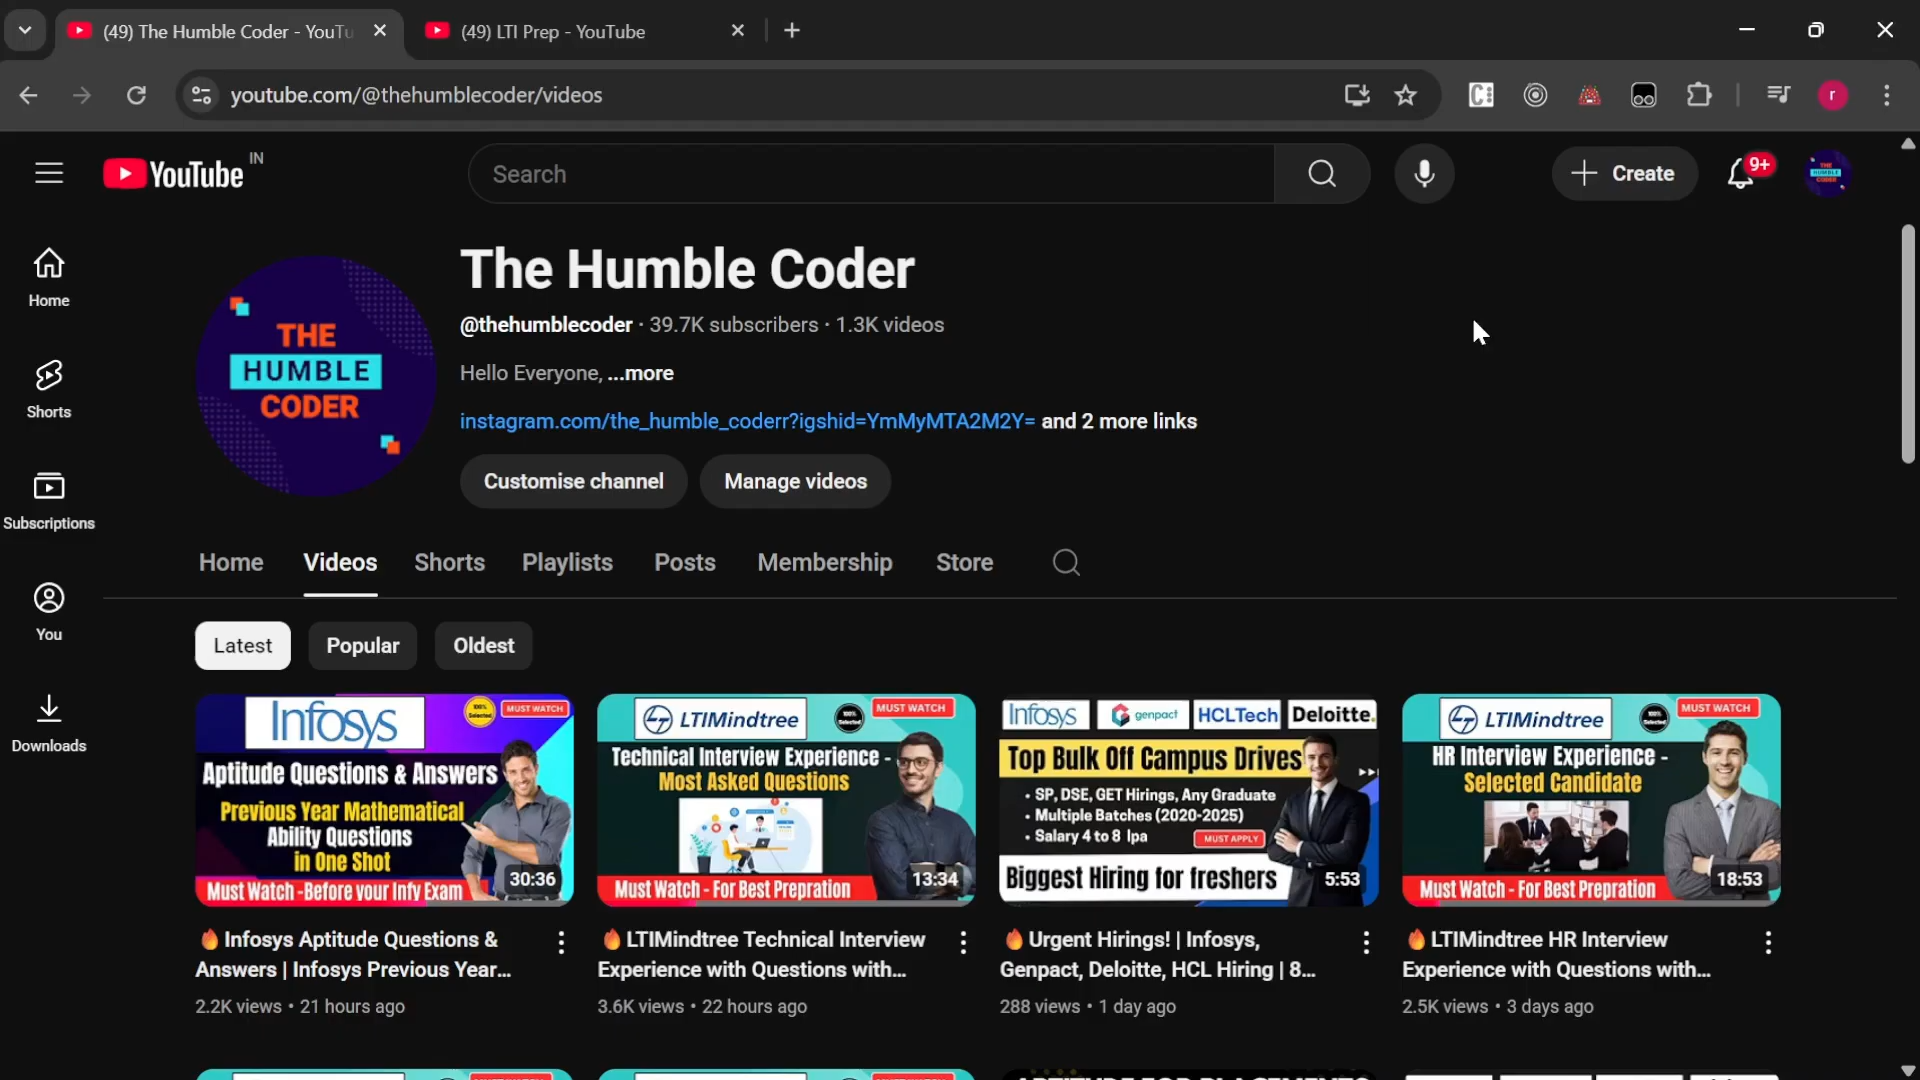 (49) The Humble Coder - YouTu
(49) LTI Prep - YouTube
youtube.com/@thehumblecoder/videos
r
YouTube IN
Search
Create
9+
Home
Shorts
Subscriptions
You
Downloads
THE
HUMBLE
CODER
The Humble Coder
@thehumblecoder · 39.7K subscribers · 1.3K videos
Hello Everyone, ...more
instagram.com/the_humble_coderr?igshid=YmMyMTA2M2Y= and 2 more links
Customise channel
Manage videos
Home Videos Shorts Playlists Posts Membership Store
Latest Popular Oldest
Infosys
MUST WATCH
Aptitude Questions & Answers
Previous Year Mathematical
Ability Questions
in One Shot
Must Watch -Before your Infy Exam
30:36
🔥 Infosys Aptitude Questions &
Answers | Infosys Previous Year...
2.2K views • 21 hours ago
LTIMindtree
MUST WATCH
Technical Interview Experience -
Most Asked Questions
Must Watch - For Best Prepration
13:34
🔥 LTIMindtree Technical Interview
Experience with Questions with...
3.6K views • 22 hours ago
Infosys genpact HCLTech Deloitte.
Top Bulk Off Campus Drives
• SP, DSE, GET Hirings, Any Graduate
• Multiple Batches (2020-2025)
• Salary 4 to 8 lpa
MUST APPLY
Biggest Hiring for freshers
5:53
🔥 Urgent Hirings! | Infosys,
Genpact, Deloitte, HCL Hiring | 8...
288 views • 1 day ago
LTIMindtree
MUST WATCH
HR Interview Experience -
Selected Candidate
Must Watch - For Best Prepration
18:53
🔥 LTIMindtree HR Interview
Experience with Questions with...
2.5K views • 3 days ago